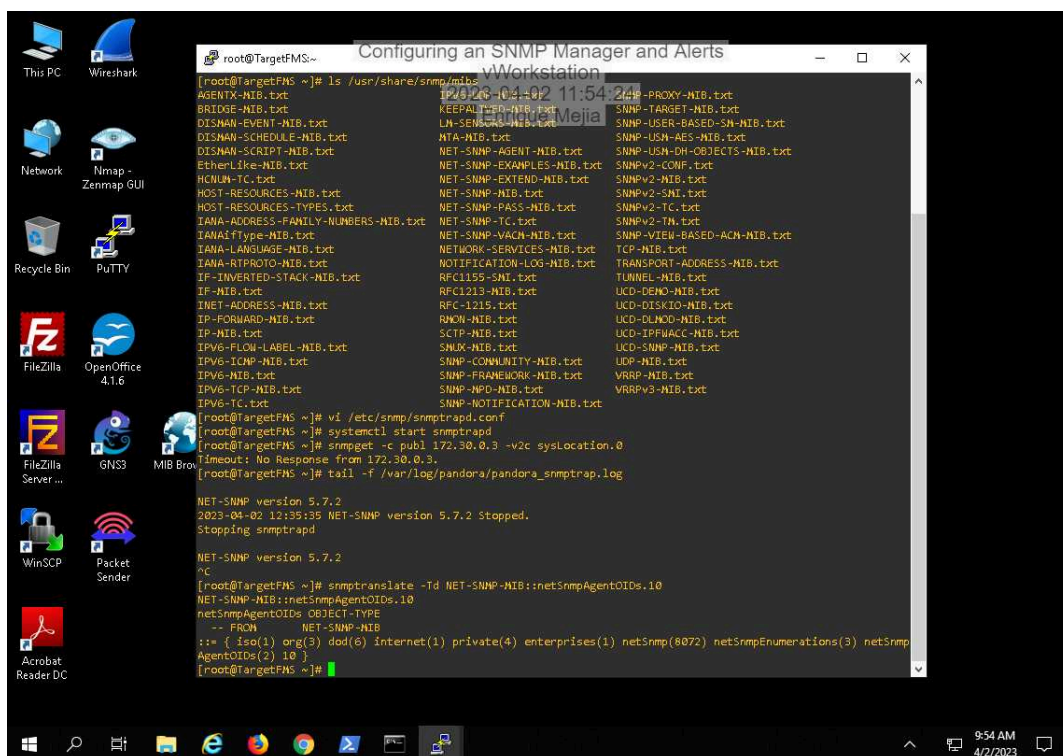 This PC
Wireshark
Network
Nmap -
Zenmap GUI
Recycle Bin
PuTTY
FileZilla
OpenOffice
4.1.6
FileZilla
Server ...
GNS3
MIB Brow
WinSCP
Packet
Sender
Acrobat
Reader DC
root@TargetFMS:~
Configuring an SNMP Manager and Alerts
vWorkstation
2023-04-02 11:54:24
Enrique Mejia
[root@TargetFMS ~]# ls /usr/share/snmp/mibs
AGENTX-MIB.txt SNMP-PROXY-MIB.txt
BRIDGE-MIB.txt KEEPALIVED-MIB.txt SNMP-TARGET-MIB.txt
DISMAN-EVENT-MIB.txt LM-SENSORS-MIB.txt SNMP-USER-BASED-SM-MIB.txt
DISMAN-SCHEDULE-MIB.txt MTA-MIB.txt SNMP-USM-AES-MIB.txt
DISMAN-SCRIPT-MIB.txt NET-SNMP-AGENT-MIB.txt SNMP-USM-DH-OBJECTS-MIB.txt
EtherLike-MIB.txt NET-SNMP-EXAMPLES-MIB.txt SNMPv2-CONF.txt
HCNUM-TC.txt NET-SNMP-EXTEND-MIB.txt SNMPv2-MIB.txt
HOST-RESOURCES-MIB.txt NET-SNMP-MIB.txt SNMPv2-SMI.txt
HOST-RESOURCES-TYPES.txt NET-SNMP-PASS-MIB.txt SNMPv2-TC.txt
IANA-ADDRESS-FAMILY-NUMBERS-MIB.txt NET-SNMP-TC.txt SNMPv2-TM.txt
IANAifType-MIB.txt NET-SNMP-VACM-MIB.txt SNMP-VIEW-BASED-ACM-MIB.txt
IANA-LANGUAGE-MIB.txt NETWORK-SERVICES-MIB.txt TCP-MIB.txt
IANA-RTPROTO-MIB.txt NOTIFICATION-LOG-MIB.txt TRANSPORT-ADDRESS-MIB.txt
IF-INVERTED-STACK-MIB.txt RFC1155-SMI.txt TUNNEL-MIB.txt
IF-MIB.txt RFC1213-MIB.txt UCD-DEMO-MIB.txt
INET-ADDRESS-MIB.txt RFC-1215.txt UCD-DISKIO-MIB.txt
IP-FORWARD-MIB.txt RMON-MIB.txt UCD-DLMOD-MIB.txt
IP-MIB.txt SCTP-MIB.txt UCD-IPFWACC-MIB.txt
IPV6-FLOW-LABEL-MIB.txt SMUX-MIB.txt UCD-SNMP-MIB.txt
IPV6-ICMP-MIB.txt SNMP-COMMUNITY-MIB.txt UDP-MIB.txt
IPV6-MIB.txt SNMP-FRAMEWORK-MIB.txt VRRP-MIB.txt
IPV6-TCP-MIB.txt SNMP-MPD-MIB.txt VRRPv3-MIB.txt
IPV6-TC.txt SNMP-NOTIFICATION-MIB.txt
[root@TargetFMS ~]# vi /etc/snmp/snmptrapd.conf
[root@TargetFMS ~]# systemctl start snmptrapd
[root@TargetFMS ~]# snmpget -c publ 172.30.0.3 -v2c sysLocation.0
Timeout: No Response from 172.30.0.3.
[root@TargetFMS ~]# tail -f /var/log/pandora/pandora_snmptrap.log
NET-SNMP version 5.7.2
2023-04-02 12:35:35 NET-SNMP version 5.7.2 Stopped.
Stopping snmptrapd
NET-SNMP version 5.7.2
^C
[root@TargetFMS ~]# snmptranslate -Td NET-SNMP-MIB::netSnmpAgentOIDs.10
NET-SNMP-MIB::netSnmpAgentOIDs.10
netSnmpAgentOIDs OBJECT-TYPE
-- FROM NET-SNMP-MIB
::= { iso(1) org(3) dod(6) internet(1) private(4) enterprises(1) netSnmp(8072) netSnmpEnumerations(3) netSnmp
AgentOIDs(2) 10 }
[root@TargetFMS ~]#
9:54 AM
4/2/2023